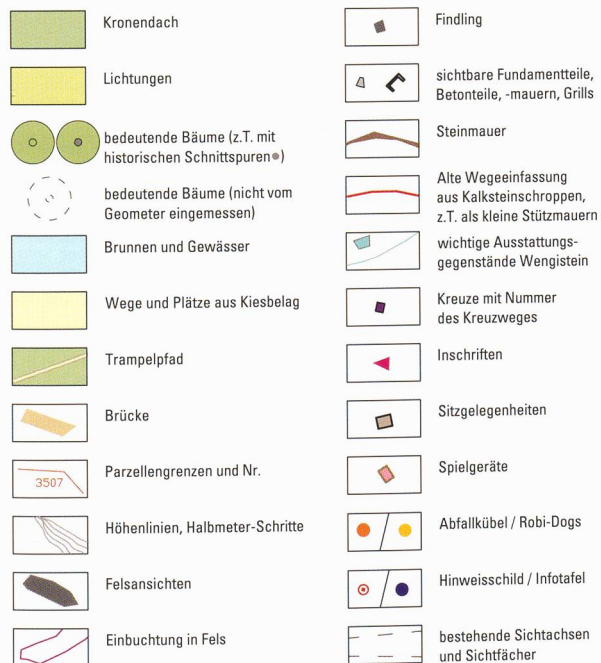 Kronendach
Lichtungen
bedeutende Bäume (z.T. mit
historischen Schnittspuren●)
bedeutende Bäume (nicht vom
Geometer eingemessen)
Brunnen und Gewässer
Wege und Plätze aus Kiesbelag
Trampelpfad
Brücke
3507
Parzellengrenzen und Nr.
Höhenlinien, Halbmeter-Schritte
Felsansichten
Einbuchtung in Fels
Findling
sichtbare Fundamentteile,
Betonteile, -mauern, Grills
Steinmauer
Alte Wegeeinfassung
aus Kalksteinschroppen,
z.T. als kleine Stützmauern
wichtige Ausstattungs-
gegenstände Wengistein
Kreuze mit Nummer
des Kreuzweges
Inschriften
Sitzgelegenheiten
Spielgeräte
Abfallkübel / Robi-Dogs
Hinweisschild / Infotafel
bestehende Sichtachsen
und Sichtfächer